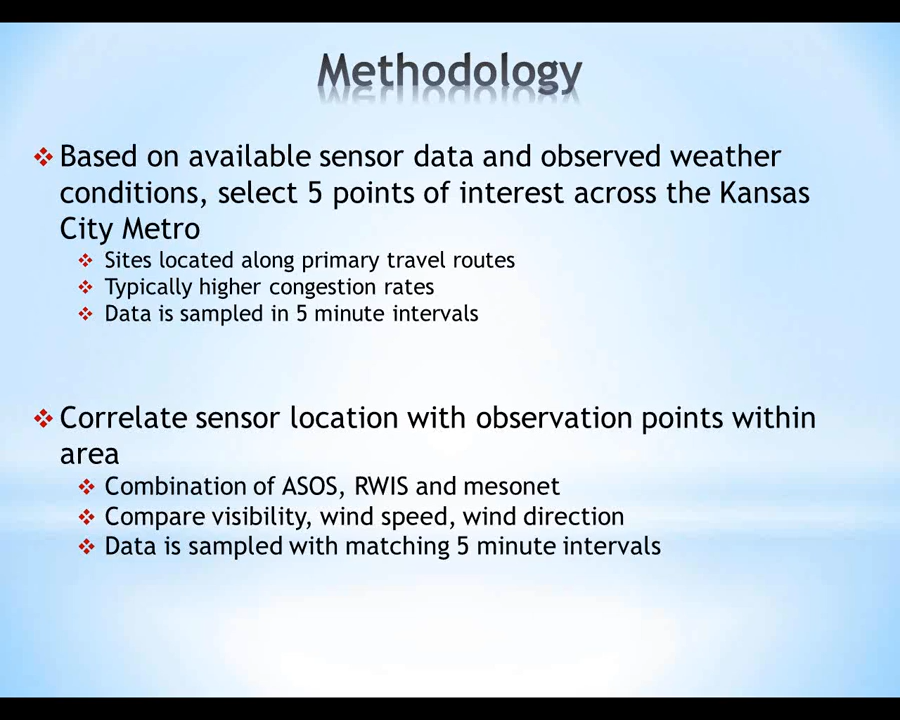 Methodology
Based on available sensor data and observed weather
conditions, select 5 points of interest across the Kansas
City Metro
Sites located along primary travel routes
Typically higher congestion rates
Data is sampled in 5 minute intervals
Correlate sensor location with observation points within
area
Combination of ASOS, RWIS and mesonet
Compare visibility, wind speed, wind direction
Data is sampled with matching 5 minute intervals